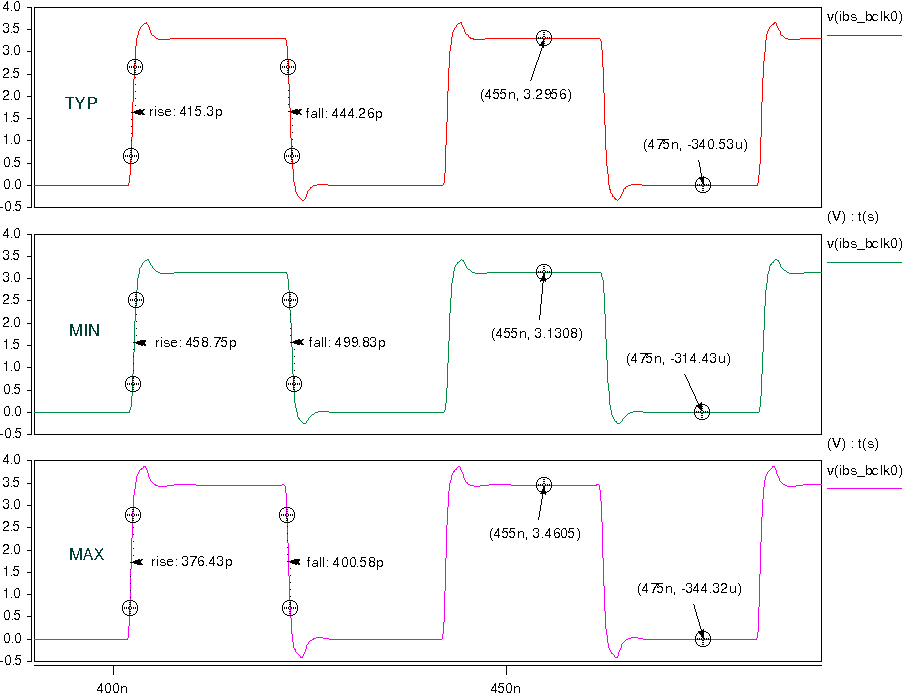 4.0
v(ibs_bclk0)
3.5
3.0
2.5
TYP
2.0
1.5
1.0
0.5
0.0
-0.5
rise: 415.3p
fall: 444.26p
(455n, 3.2956)
(475n, -340.53u)
(V) : t(s)
4.0
v(ibs_bclk0)
3.5
3.0
2.5
MIN
2.0
1.5
1.0
0.5
0.0
-0.5
rise: 458.75p
fall: 499.83p
(455n, 3.1308)
(475n, -314.43u)
(V) : t(s)
4.0
v(ibs_bclk0)
3.5
3.0
2.5
MAX
2.0
1.5
1.0
0.5
0.0
-0.5
rise: 376.43p
fall: 400.58p
(455n, 3.4605)
(475n, -344.32u)
400n
450n